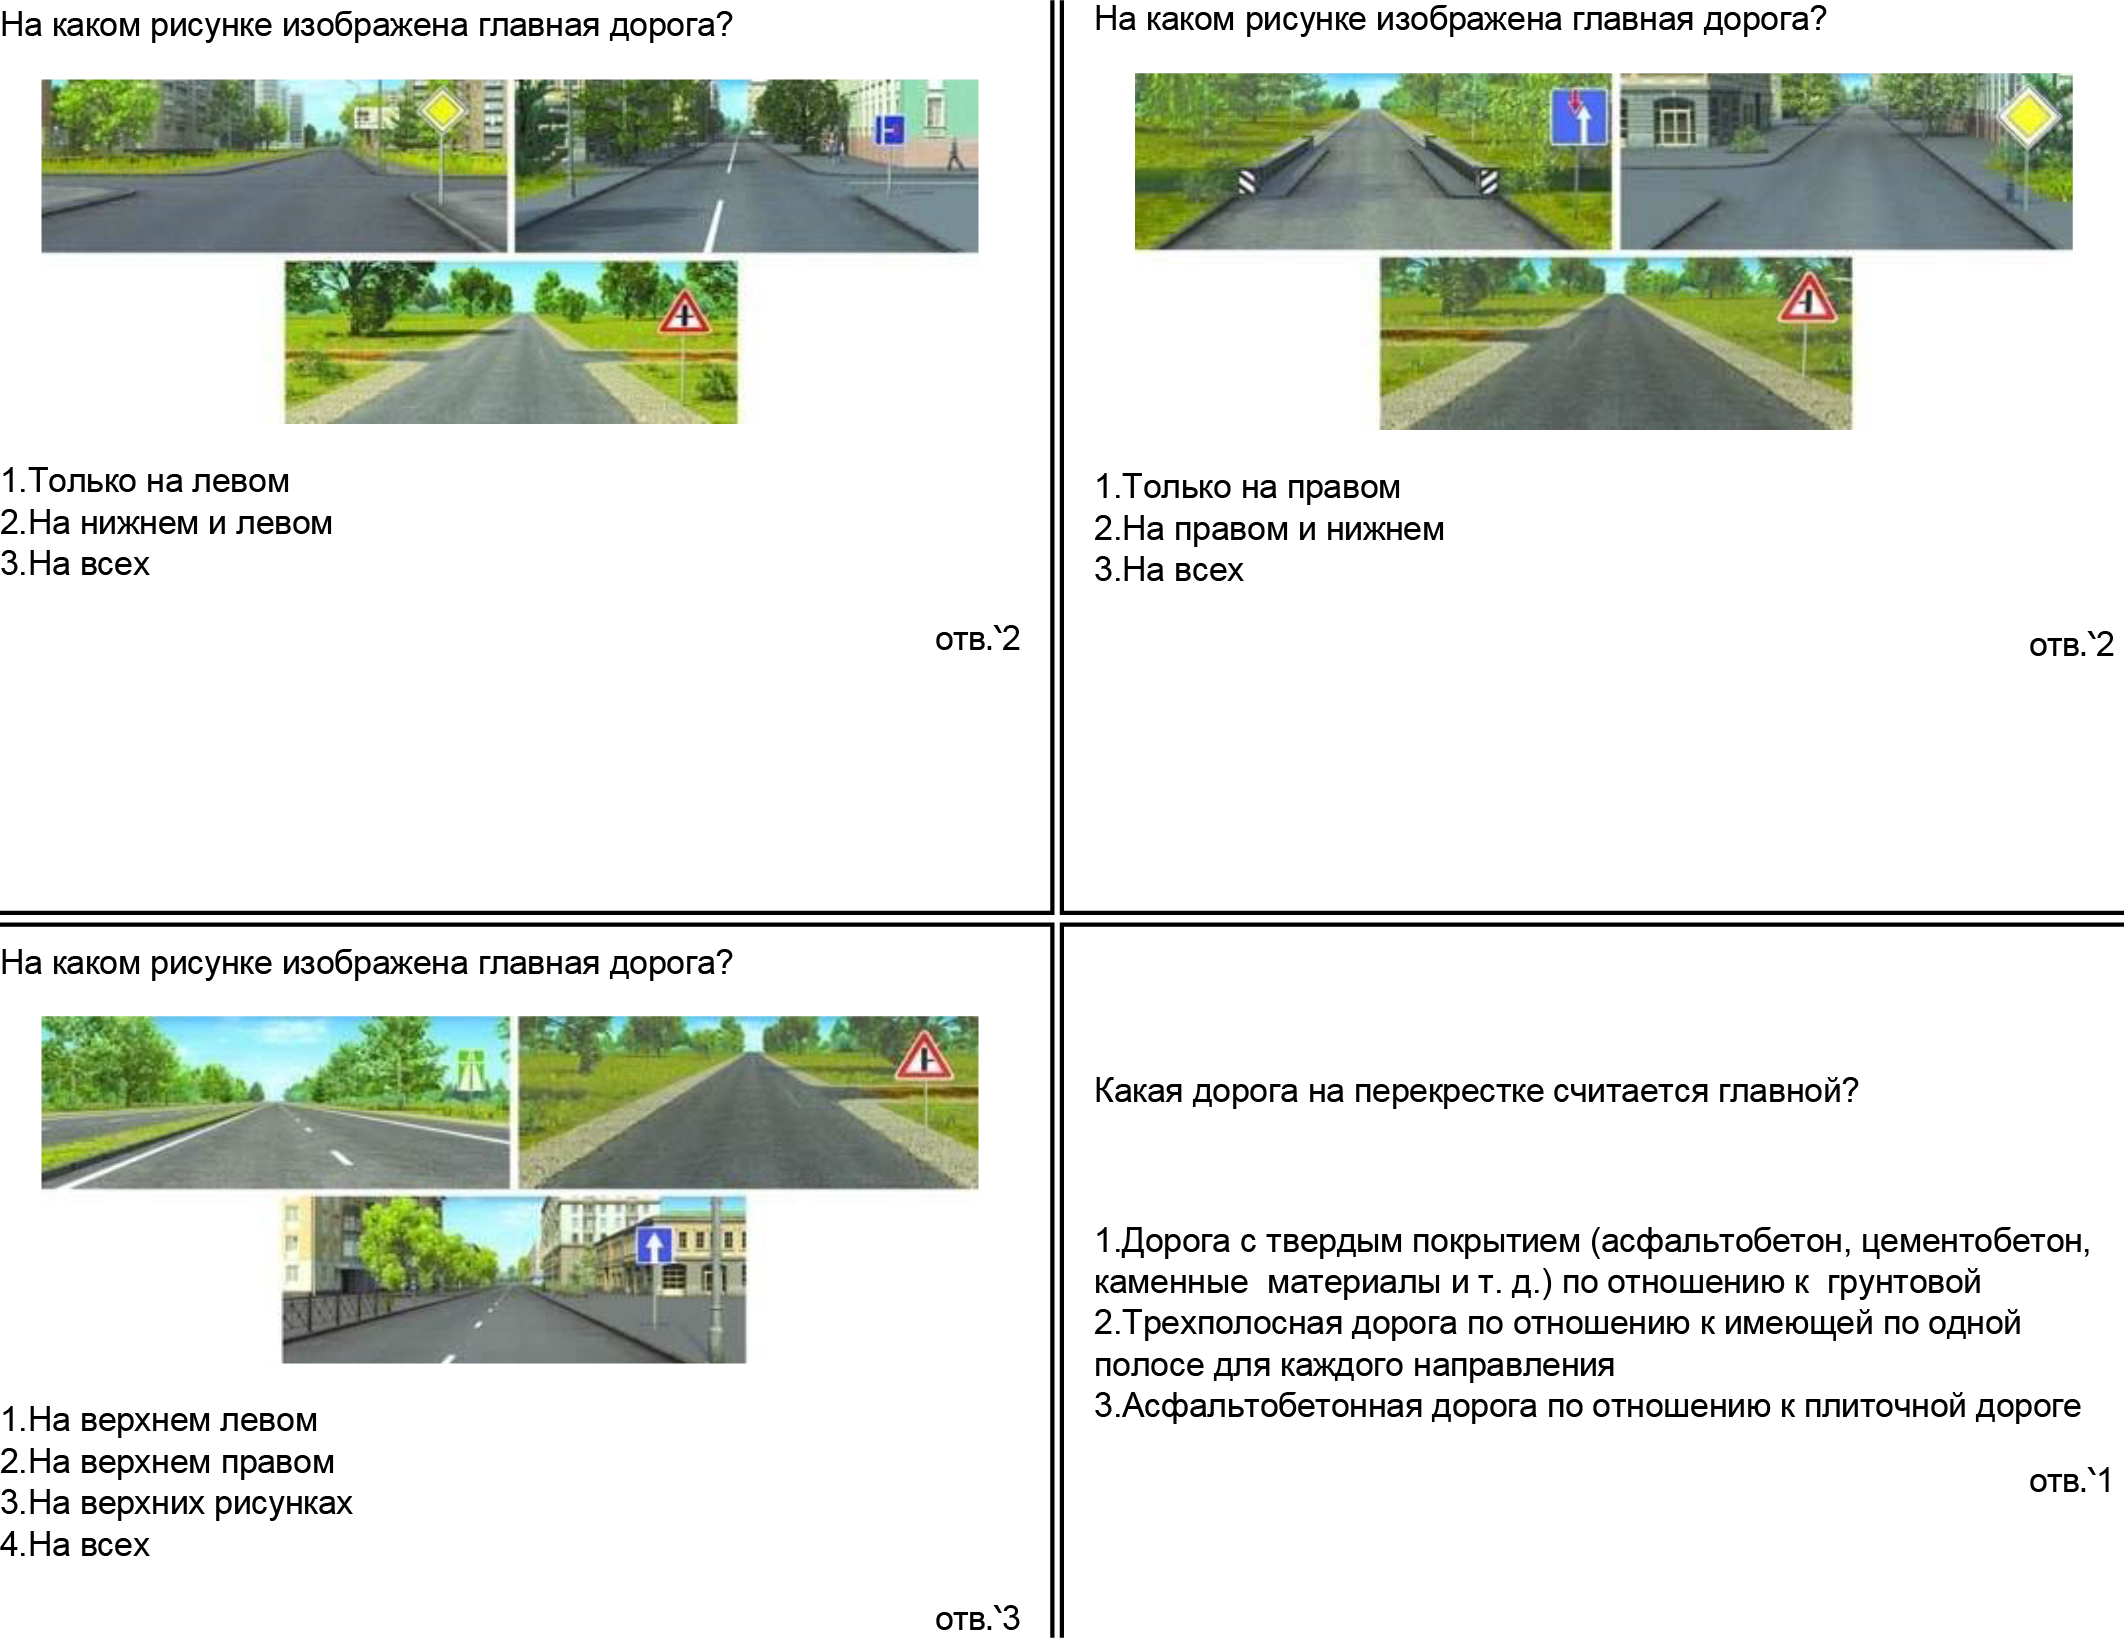 На каком рисунке изображена главная дорога?
1.Только на левом
2.На нижнем и левом
3.На всех
отв.`2
На каком рисунке изображена главная дорога?
1.Только на правом
2.На правом и нижнем
3.На всех
отв.`2
На каком рисунке изображена главная дорога?
1.На верхнем левом
2.На верхнем правом
3.На верхних рисунках
4.На всех
отв.`3
Какая дорога на перекрестке считается главной?
1.Дорога с твердым покрытием (асфальтобетон, цементобетон,
каменные  материалы и т. д.) по отношению к  грунтовой
2.Трехполосная дорога по отношению к имеющей по одной
полосе для каждого направления
3.Асфальтобетонная дорога по отношению к плиточной дороге
отв.`1